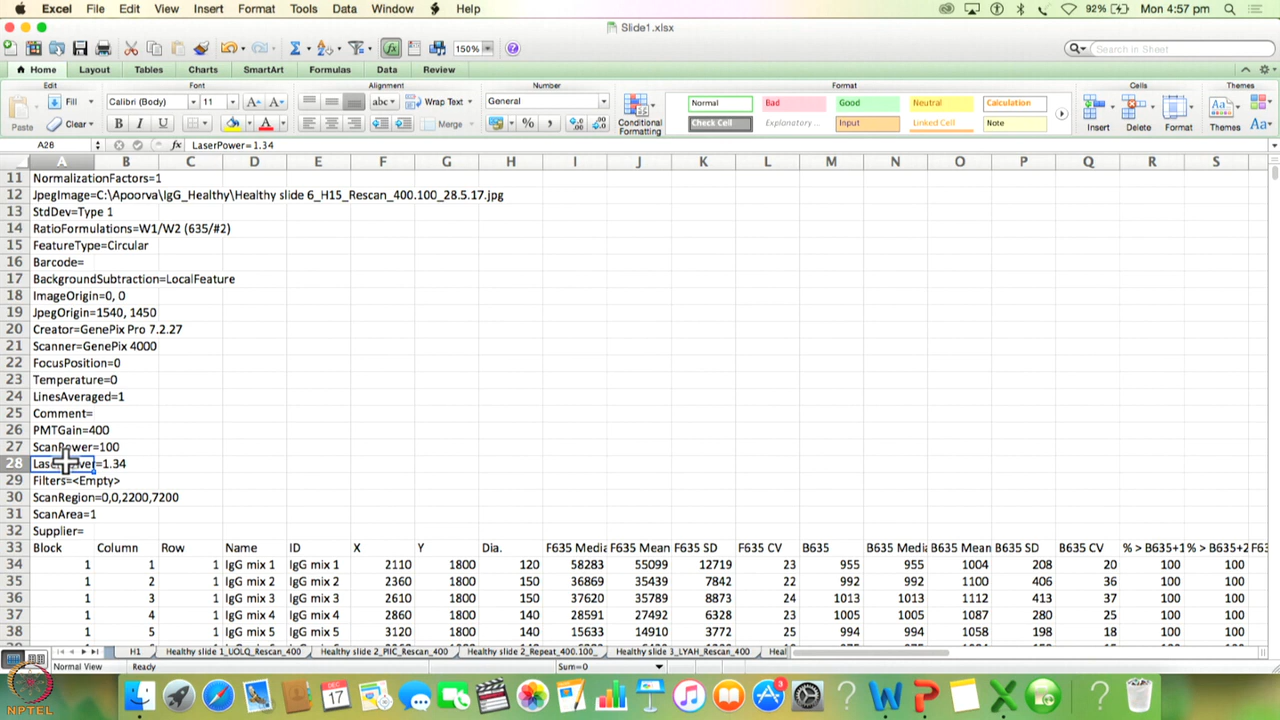 Excel File Edit View Insert Format Tools Data Window Help 92% Mon 4:57 pm
Slide1.xlsx
150% Search in Sheet
Home Layout Tables Charts SmartArt Formulas Data Review
Edit Font Alignment Number Format Cells Themes
Fill Calibri (Body) 11 abc Wrap Text General Normal Bad Good Neutral Calculation
Paste Clear B I U A Merge % Conditional Formatting Check Cell Explanatory... Input Linked Cell Note Insert Delete Format Themes Aa
A28 fx LaserPower=1.34
A B C D E F G H I J K L M N O P Q R S
11 NormalizationFactors=1
12 JpegImage=C:\Apoorva\IgG_Healthy\Healthy slide 6_H15_Rescan_400.100_28.5.17.jpg
13 StdDev=Type 1
14 RatioFormulations=W1/W2 (635/#2)
15 FeatureType=Circular
16 Barcode=
17 BackgroundSubtraction=LocalFeature
18 ImageOrigin=0, 0
19 JpegOrigin=1540, 1450
20 Creator=GenePix Pro 7.2.27
21 Scanner=GenePix 4000
22 FocusPosition=0
23 Temperature=0
24 LinesAveraged=1
25 Comment=
26 PMTGain=400
27 ScanPower=100
28 LaserPower=1.34
29 Filters=<Empty>
30 ScanRegion=0,0,2200,7200
31 ScanArea=1
32 Supplier=
33 Block Column Row Name ID X Y Dia. F635 Media F635 Mean F635 SD F635 CV B635 B635 Medi B635 Mean B635 SD B635 CV % > B635+1 % > B635+2 F63
34 1 1 1 IgG mix 1 IgG mix 1 2110 1800 120 58283 55099 12719 23 955 955 1004 208 20 100 100
35 1 2 1 IgG mix 2 IgG mix 2 2360 1800 150 36869 35439 7842 22 992 992 1100 406 36 100 100
36 1 3 1 IgG mix 3 IgG mix 3 2610 1800 150 37620 35789 8873 24 1013 1013 1112 413 37 100 100
37 1 4 1 IgG mix 4 IgG mix 4 2860 1800 140 28591 27492 6328 23 1005 1005 1087 280 25 100 100
38 1 5 1 IgG mix 5 IgG mix 5 3120 1800 140 15633 14910 3772 25 994 994 1058 198 18 100 100
H1 Healthy slide 1_LOLQ_Rescan_400 Healthy slide 2_PIIC_Rescan_400 Healthy slide 2_Repeat_400.100_ Healthy slide 3_LYAH_Rescan_400 Heal
Normal View Ready Sum=0
DEC 17 3
NPTEL